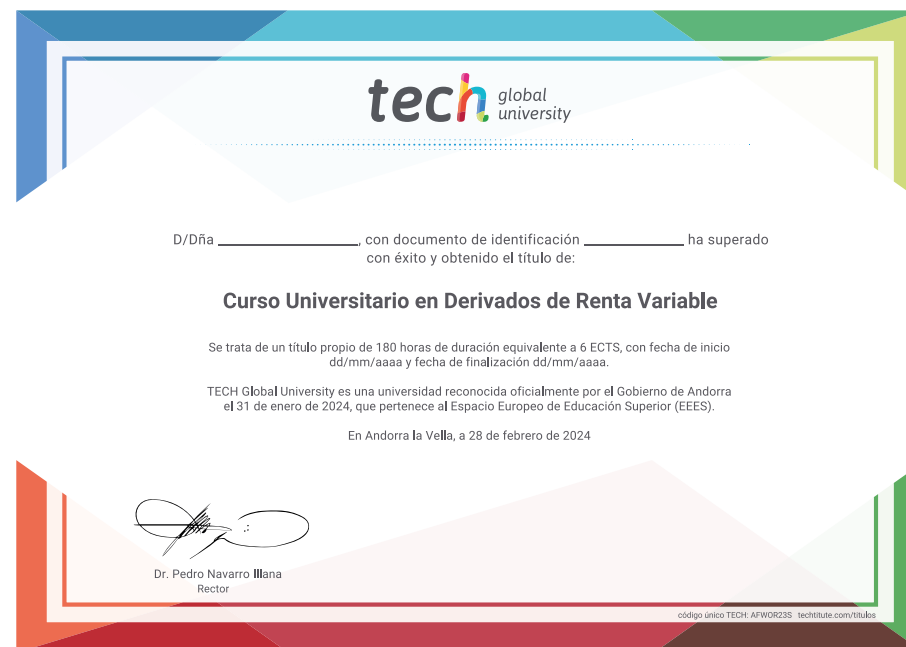 tech global university
D/Dña ____________________, con documento de identificación ______________ ha superado
con éxito y obtenido el título de:
Curso Universitario en Derivados de Renta Variable
Se trata de un título propio de 180 horas de duración equivalente a 6 ECTS, con fecha de inicio
dd/mm/aaaa y fecha de finalización dd/mm/aaaa.
TECH Global University es una universidad reconocida oficialmente por el Gobierno de Andorra
el 31 de enero de 2024, que pertenece al Espacio Europeo de Educación Superior (EEES).
En Andorra la Vella, a 28 de febrero de 2024
Dr. Pedro Navarro Illana
Rector
código único TECH: AFWOR23S techtitute.com/titulos